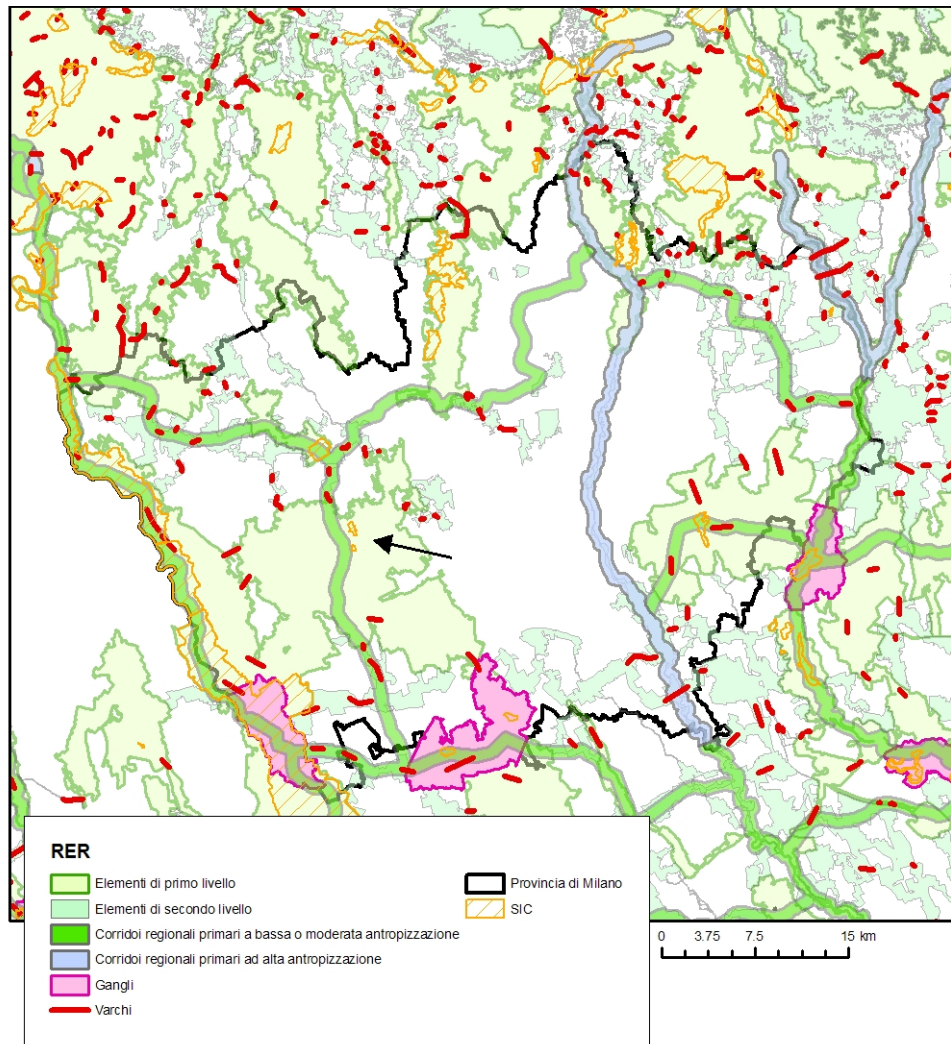 RER
Elementi di primo livello
Elementi di secondo livello
Corridoi regionali primari a bassa o moderata antropizzazione
Corridoi regionali primari ad alta antropizzazione
Gangli
Varchi
Provincia di Milano
SIC
0 3.75 7.5 15 km